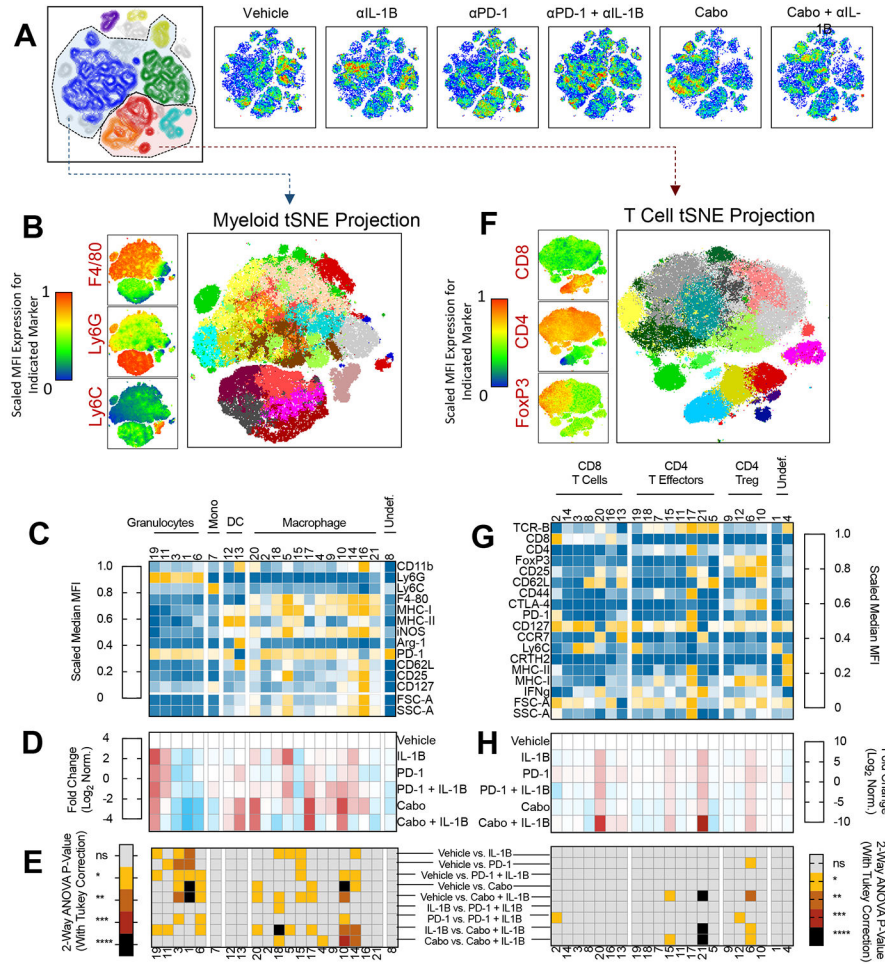 A
Vehicle
αIL-1B
αPD-1
αPD-1 + αIL-1B
Cabo
Cabo + αIL-
1B
B
Myeloid tSNE Projection
Scaled MFI Expression for
Indicated Marker
1
0
F4/80
Ly6G
Ly6C
F
T Cell tSNE Projection
Scaled MFI Expression for
Indicated Marker
1
0
CD8
CD4
FoxP3
C
Granulocytes
Mono
DC
Macrophage
Undef.
19 11 3 1 6 7 12 13 20 2 18 5 15 17 4 9 10 14 16 21 8
Scaled Median MFI
1.0
0.8
0.6
0.4
0.2
0
CD11b
Ly6G
Ly6C
F4-80
MHC-I
MHC-II
iNOS
Arg-1
PD-1
CD62L
CD25
CD127
FSC-A
SSC-A
G
CD8
T Cells
CD4
T Effectors
CD4
Treg
Undef.
2 14 3 8 20 16 13 19 18 7 15 11 17 21 5 9 12 6 10 1 4
TCR-B
CD8
CD4
FoxP3
CD25
CD62L
CD44
CTLA-4
PD-1
CD127
CCR7
Ly6C
CRTH2
MHC-II
MHC-I
IFNg
FSC-A
SSC-A
1.0
0.8
0.6
0.4
0.2
0
Scaled Median MFI
D
Fold Change
(Log2 Norm.)
4
2
0
-2
-4
Vehicle
IL-1B
PD-1
PD-1 + IL-1B
Cabo
Cabo + IL-1B
H
Vehicle
IL-1B
PD-1
PD-1 + IL-1B
Cabo
Cabo + IL-1B
10
5
0
-5
-10
Fold Change
(Log2 Norm.)
E
2-Way ANOVA P-Value
(With Tukey Correction)
ns
*
**
***
****
Vehicle vs. IL-1B
Vehicle vs. PD-1
Vehicle vs. PD-1 + IL-1B
Vehicle vs. Cabo
Vehicle vs. Cabo + IL-1B
IL-1B vs. PD-1 + IL-1B
PD-1 vs. PD-1 + IL-1B
IL-1B vs. Cabo + IL-1B
Cabo vs. Cabo + IL-1B
19 11 3 1 6 7 12 13 20 2 18 5 15 17 4 9 10 14 16 21 8
2 14 3 8 20 16 13 19 18 7 15 11 17 21 5 9 12 6 10 1 4
ns
*
**
***
****
2-Way ANOVA P-Value
(With Tukey Correction)